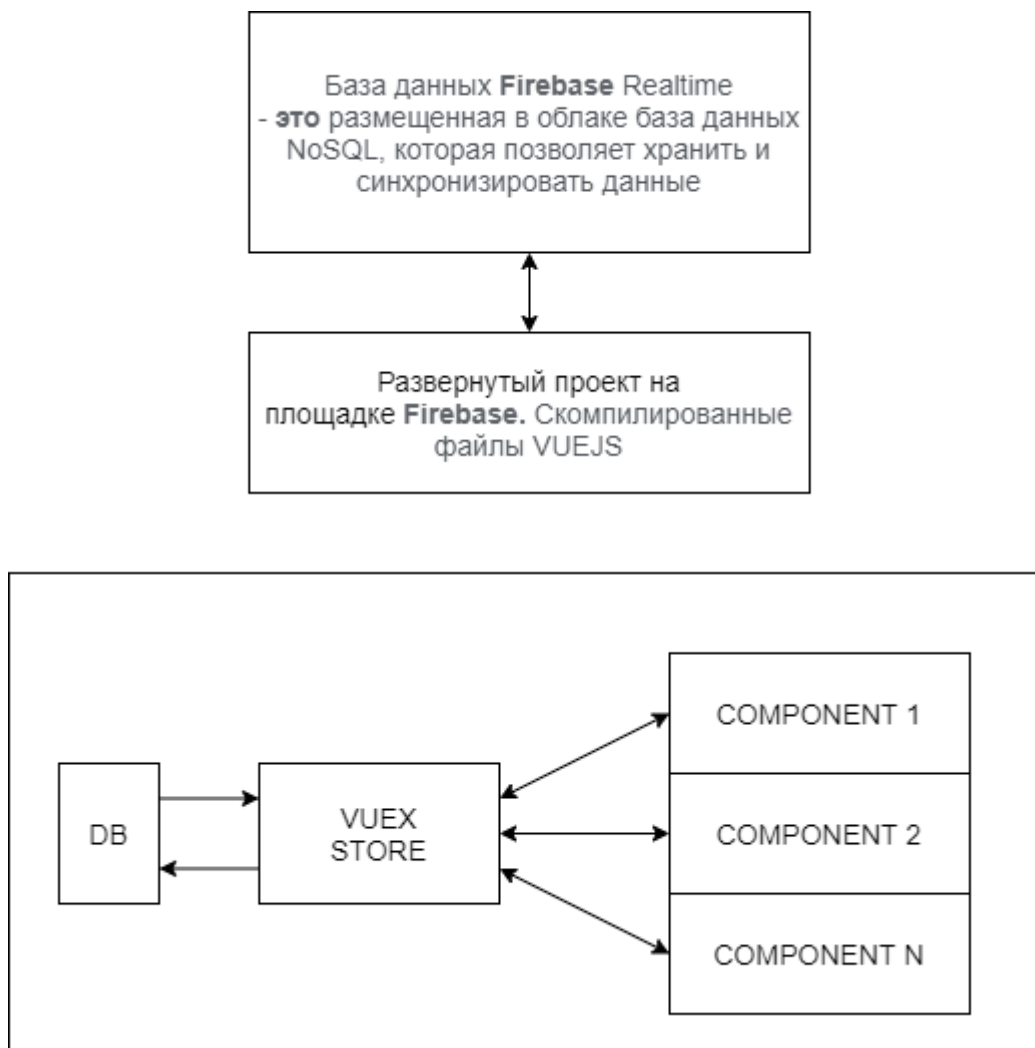 База данных Firebase Realtime
- это размещенная в облаке база данных
NoSQL, которая позволяет хранить и
синхронизировать данные
Развернутый проект на
площадке Firebase. Скомпилированные
файлы VUEJS
COMPONENT 1
DB
VUEX
STORE
COMPONENT 2
COMPONENT N